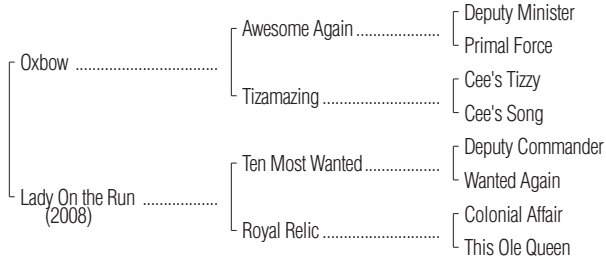 Oxbow
Lady On the Run
(2008)
Awesome Again
Tizamazing
Ten Most Wanted
Royal Relic
Deputy Minister
Primal Force
Cee's Tizzy
Cee's Song
Deputy Commander
Wanted Again
Colonial Affair
This Ole Queen